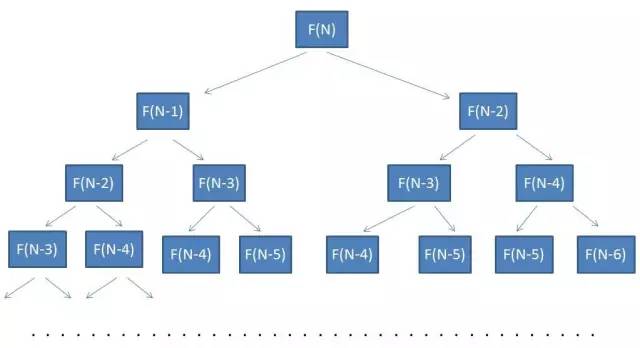 F(N)
F(N-1) F(N-2)
F(N-2) F(N-3) F(N-3) F(N-4)
F(N-3) F(N-4) F(N-4) F(N-5) F(N-4) F(N-5) F(N-5) F(N-6)